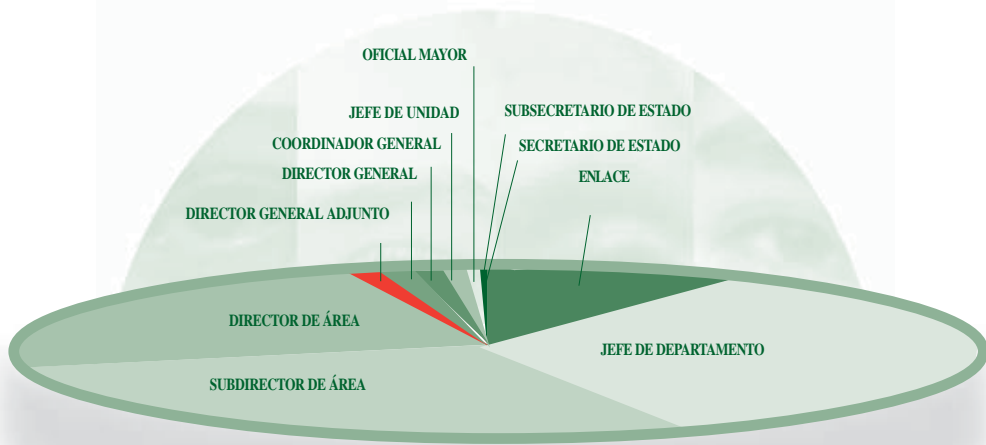 OFICIAL MAYOR
JEFE DE UNIDAD
SUBSECRETARIO DE ESTADO
COORDINADOR GENERAL
SECRETARIO DE ESTADO
DIRECTOR GENERAL
ENLACE
DIRECTOR GENERAL ADJUNTO
DIRECTOR DE ÁREA
JEFE DE DEPARTAMENTO
SUBDIRECTOR DE ÁREA